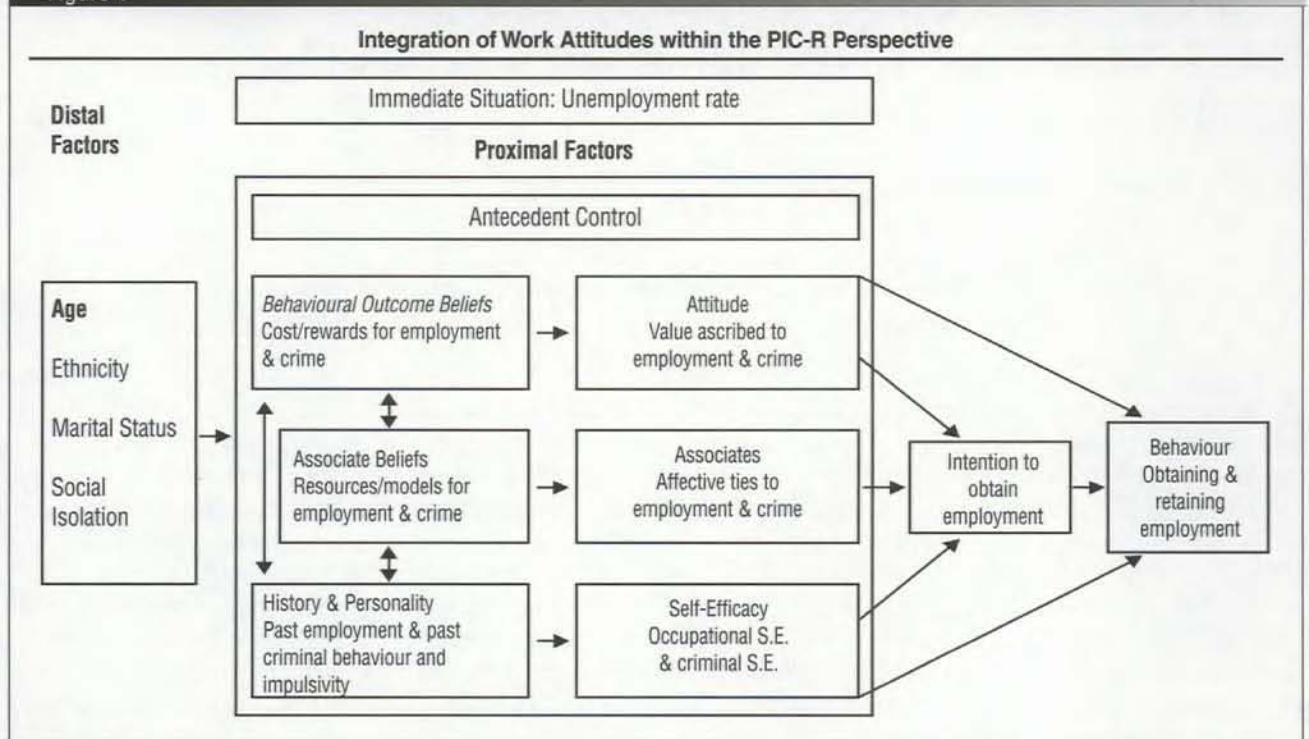 Integration of Work Attitudes within the PIC-R Perspective
Distal
Factors
Immediate Situation: Unemployment rate
Proximal Factors
Antecedent Control
Age
Ethnicity
Marital Status
Social
Isolation
Behavioural Outcome Beliefs
Cost/rewards for employment
& crime
Attitude
Value ascribed to
employment & crime
Associate Beliefs
Resources/models for
employment & crime
Associates
Affective ties to
employment & crime
History & Personality
Past employment & past
criminal behaviour and
impulsivity
Self-Efficacy
Occupational S.E.
& criminal S.E.
Intention to
obtain
employment
Behaviour
Obtaining &
retaining
employment